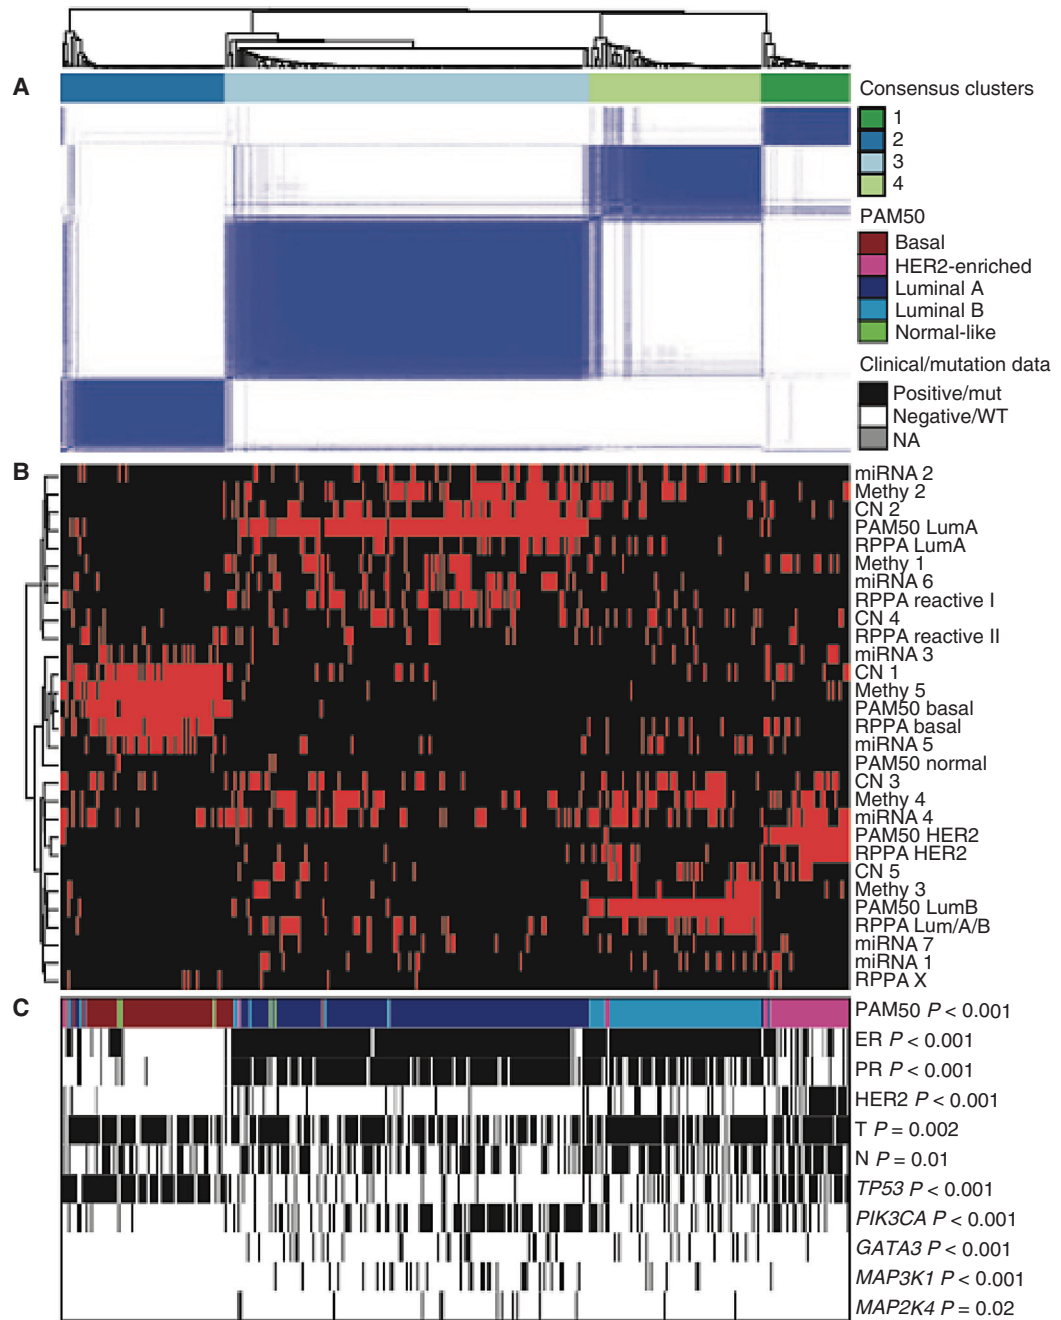 A
Consensus clusters
1
2
3
4
PAM50
Basal
HER2-enriched
Luminal A
Luminal B
Normal-like
Clinical/mutation data
Positive/mut
Negative/WT
NA
B
miRNA 2
Methy 2
CN 2
PAM50 LumA
RPPA LumA
Methy 1
miRNA 6
RPPA reactive I
CN 4
RPPA reactive II
miRNA 3
CN 1
Methy 5
PAM50 basal
RPPA basal
miRNA 5
PAM50 normal
CN 3
Methy 4
miRNA 4
PAM50 HER2
RPPA HER2
CN 5
Methy 3
PAM50 LumB
RPPA Lum/A/B
miRNA 7
miRNA 1
RPPA X
C
PAM50 P < 0.001
ER P < 0.001
PR P < 0.001
HER2 P < 0.001
T P = 0.002
N P = 0.01
TP53 P < 0.001
PIK3CA P < 0.001
GATA3 P < 0.001
MAP3K1 P < 0.001
MAP2K4 P = 0.02